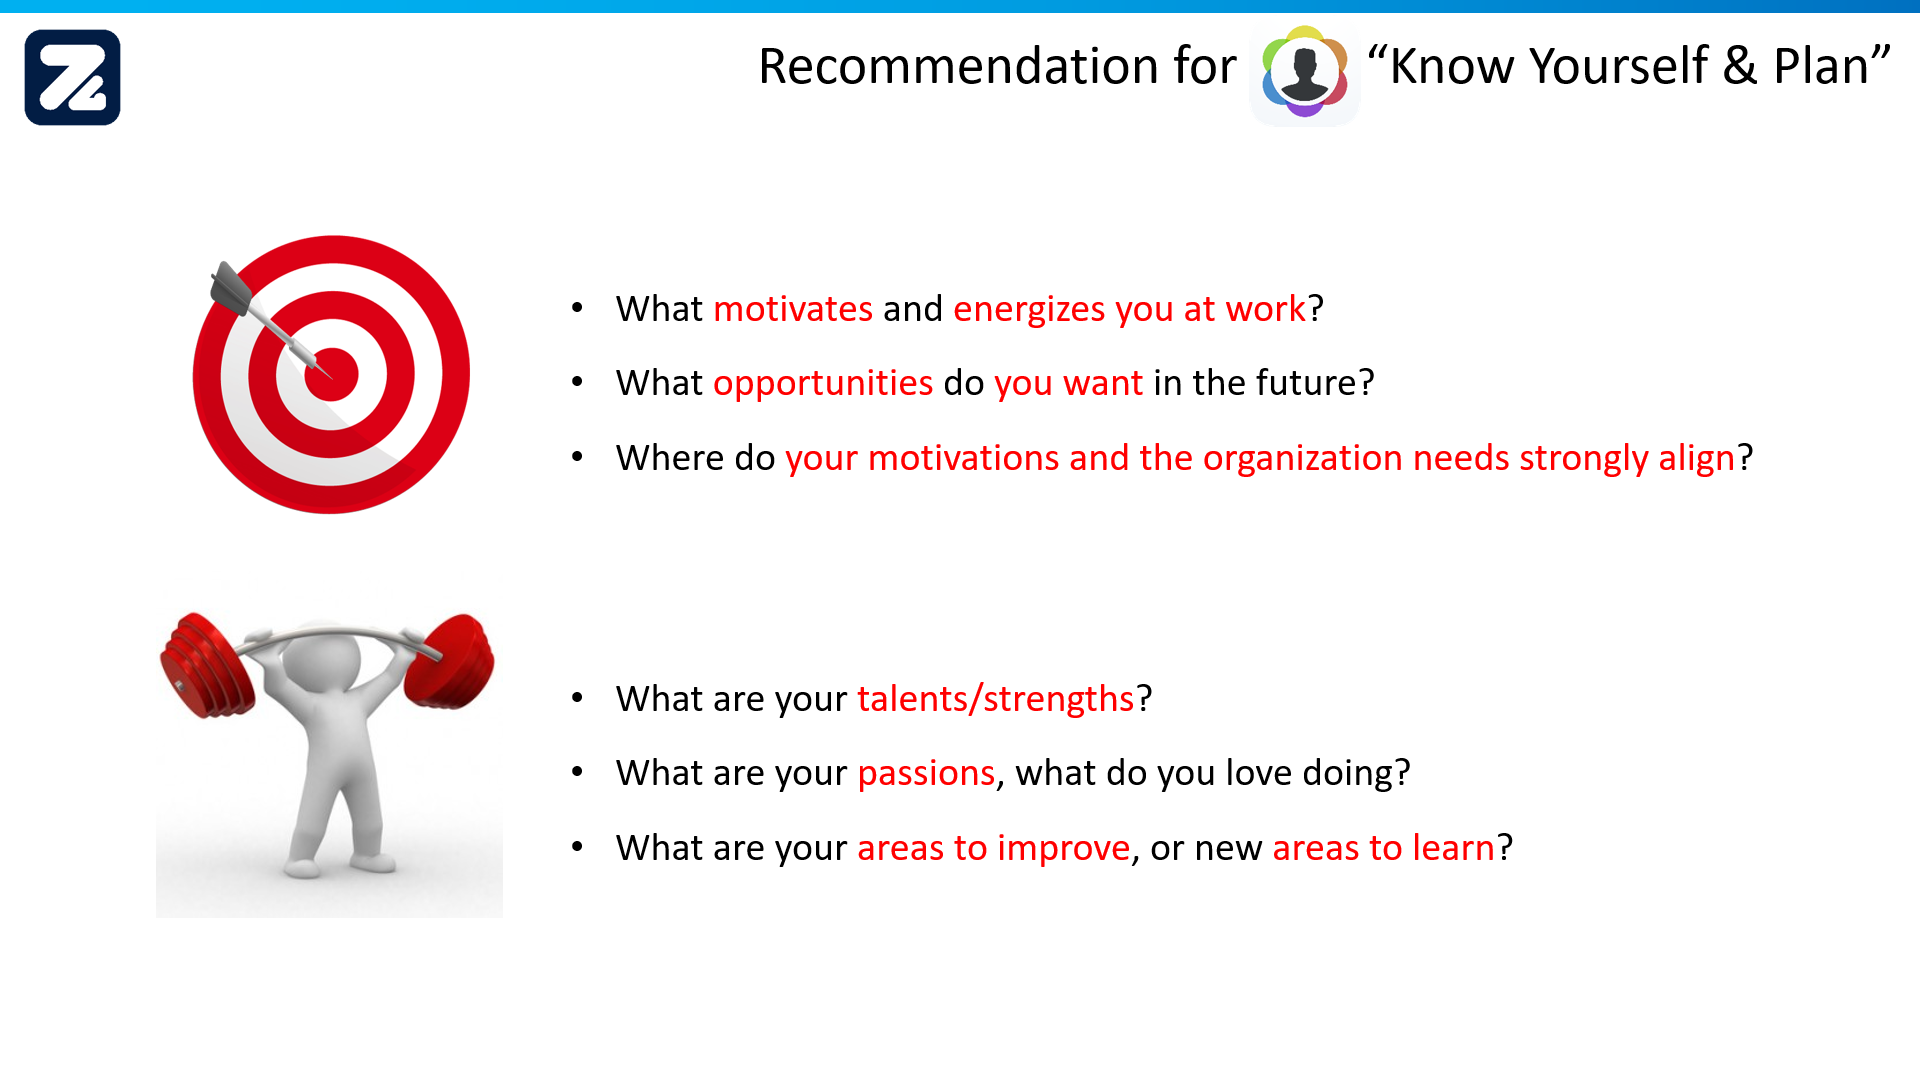 Recommendation for “Know Yourself & Plan”
• What motivates and energizes you at work?
• What opportunities do you want in the future?
• Where do your motivations and the organization needs strongly align?
• What are your talents/strengths?
• What are your passions, what do you love doing?
• What are your areas to improve, or new areas to learn?